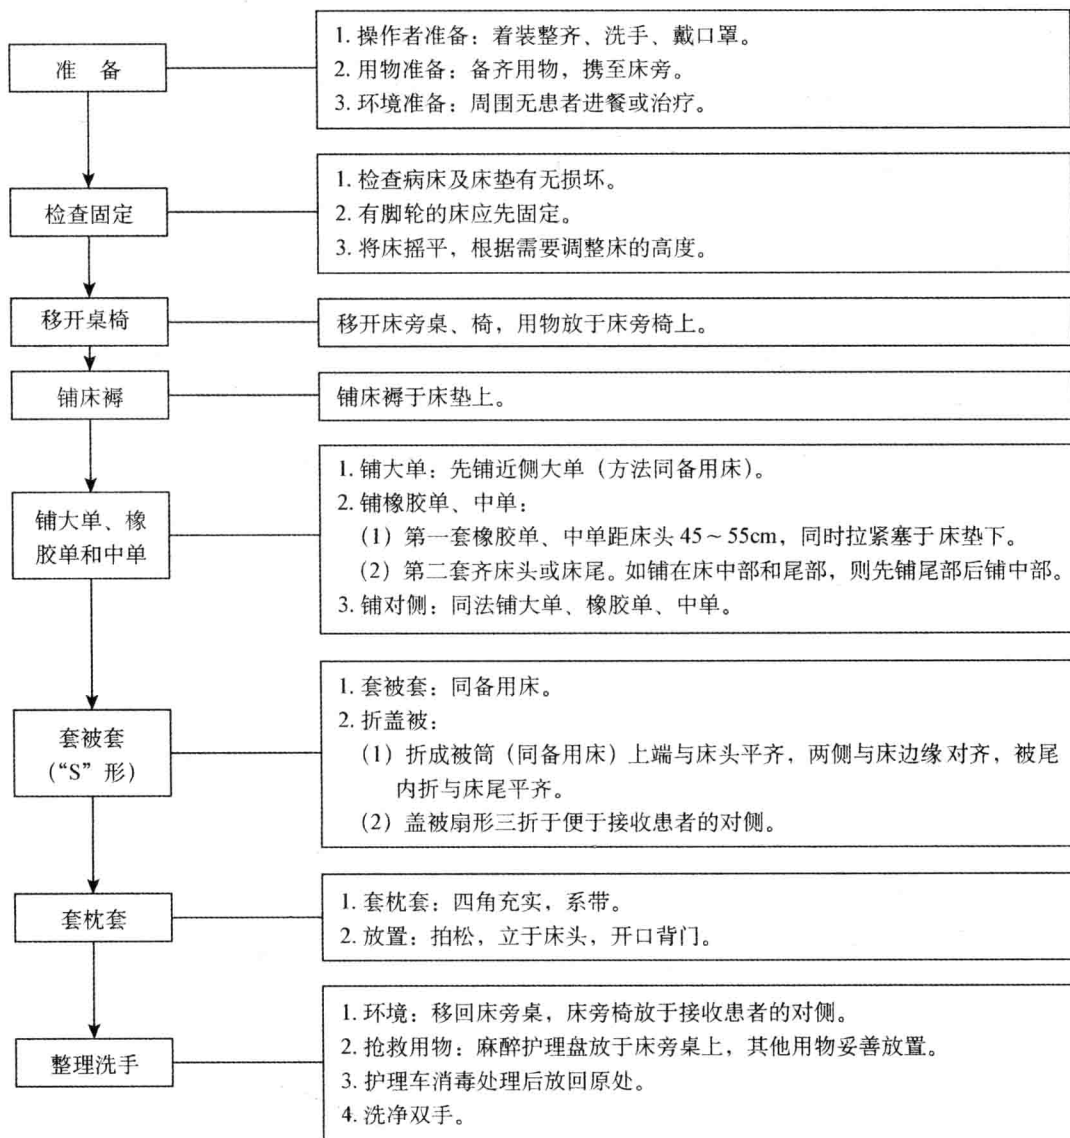 准 备
1. 操作者准备：着装整齐、洗手、戴口罩。
2. 用物准备：备齐用物，携至床旁。
3. 环境准备：周围无患者进餐或治疗。
检查固定
1. 检查病床及床垫有无损坏。
2. 有脚轮的床应先固定。
3. 将床摇平，根据需要调整床的高度。
移开桌椅
移开床旁桌、椅，用物放于床旁椅上。
铺床褥
铺床褥于床垫上。
铺大单、橡
胶单和中单
1. 铺大单：先铺近侧大单（方法同备用床）。
2. 铺橡胶单、中单：
（1）第一套橡胶单、中单距床头 45～55cm，同时拉紧塞于床垫下。
（2）第二套齐床头或床尾。如铺在床中部和尾部，则先铺尾部后铺中部。
3. 铺对侧：同法铺大单、橡胶单、中单。
套被套
（“S”形）
1. 套被套：同备用床。
2. 折盖被：
（1）折成被筒（同备用床）上端与床头平齐，两侧与床边缘对齐，被尾
内折与床尾平齐。
（2）盖被扇形三折于便于接收患者的对侧。
套枕套
1. 套枕套：四角充实，系带。
2. 放置：拍松，立于床头，开口背门。
整理洗手
1. 环境：移回床旁桌，床旁椅放于接收患者的对侧。
2. 抢救用物：麻醉护理盘放于床旁桌上，其他用物妥善放置。
3. 护理车消毒处理后放回原处。
4. 洗净双手。